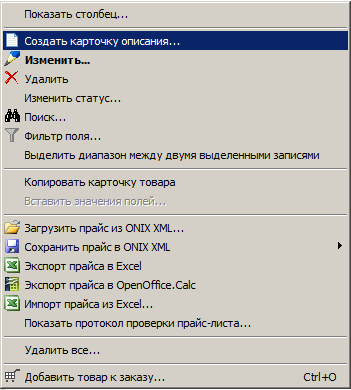 Показать столбец...
Создать карточку описания...
Изменить...
Удалить
Изменить статус...
Поиск...
Фильтр поля...
Выделить диапазон между двумя выделенными записями
Копировать карточку товара
Вставить значения полей...
Загрузить прайс из ONIX XML...
Сохранить прайс в ONIX XML
Экспорт прайса в Excel
Экспорт прайса в OpenOffice.Calc
Импорт прайса из Excel...
Показать протокол проверки прайс-листа...
Удалить все...
Добавить товар к заказу... Ctrl+O